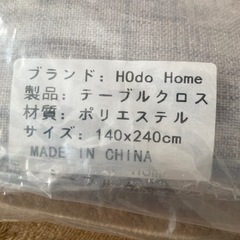 ブランド: HOdo Home
製品: テーブルクロス
材質: ポリエステル
サイズ: 140x240cm
MADE IN CHINA